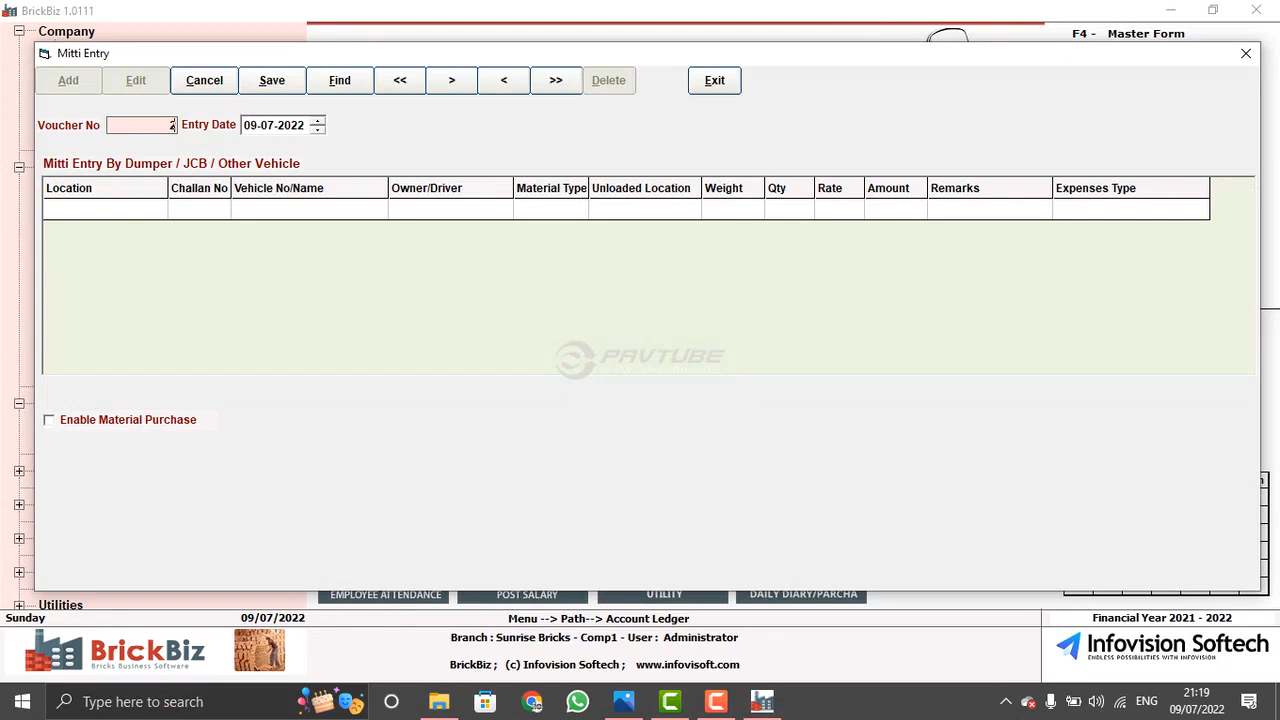 BrickBiz 1.0111
Company
F4 - Master Form
Mitti Entry
Add Edit Cancel Save Find << > < >> Delete Exit
Voucher No 2 Entry Date 09-07-2022
Mitti Entry By Dumper / JCB / Other Vehicle
Location Challan No Vehicle No/Name Owner/Driver Material Type Unloaded Location Weight Qty Rate Amount Remarks Expenses Type
PAVTUBE
Enable Material Purchase
EMPLOYEE ATTENDANCE POST SALARY UTILITY DAILY DIARY/PARCHA
Utilities
Sunday 09/07/2022 Menu --> Path--> Account Ledger Financial Year 2021 - 2022
Branch : Sunrise Bricks - Comp1 - User : Administrator
BrickBiz
Bricks Business Software
Infovision Softech
ENDLESS POSSIBILITIES WITH INFOVISION
BrickBiz ; (c) Infovision Softech ; www.infovisoft.com
Type here to search
ENG
21:19
09/07/2022